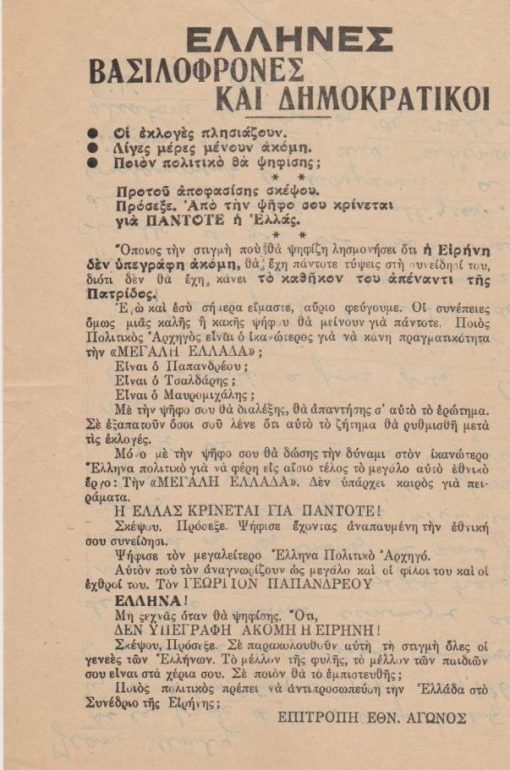 ΕΛΛΗΝΕΣ
ΒΑΣΙΛΟΦΡΟΝΕΣ
ΚΑΙ ΔΗΜΟΚΡΑΤΙΚΟΙ
● Οἱ ἐκλογὲς πλησιάζουν.
● Λίγες μέρες μένουν ἀκόμη.
● Ποιὸν πολιτικὸ θὰ ψηφίσης ;
* *
Προτοῦ ἀποφασίσης σκέψου.
Πρόσεξε. Ἀπὸ τὴν ψῆφο σου κρίνεται
γιὰ ΠΑΝΤΟΤΕ ἡ Ἑλλάς.
* *
Ὅποιος τὴν στιγμὴ ποὺ θὰ ψηφίζη λησμονήσει ὅτι ἡ Εἰρήνη
δὲν ὑπεγράφη ἀκόμη, θὰ ἔχη πάντοτε τύψεις στὴ συνείδησί του,
διότι δὲν θὰ ἔχη κάνει τὸ καθῆκον του ἀπέναντι τῆς
Πατρίδος.
Ἐγὼ καὶ ἐσὺ σήμερα εἴμαστε, αὔριο φεύγουμε. Οἱ συνέπειες
ὅμως μιᾶς καλῆς ἢ κακῆς ψήφου θὰ μείνουν γιὰ πάντοτε. Ποιὸς
Πολιτικὸς Ἀρχηγὸς εἶναι ὁ ἱκανώτερος γιὰ νὰ κάνη πραγματικότητα
τὴν «ΜΕΓΑΛΗ ΕΛΛΑΔΑ» ;
Εἶναι ὁ Παπανδρέου ;
Εἶναι ὁ Τσαλδάρης ;
Εἶναι ὁ Μαυρομιχάλης ;
Μὲ τὴν ψῆφο σου θὰ διαλέξης, θὰ ἀπαντήσης σ' αὐτὸ τὸ ἐρώτημα.
Σὲ ἐξαπατοῦν ὅσοι σοῦ λένε ὅτι αὐτὸ τὸ ζήτημα θὰ ρυθμισθῆ μετὰ
τὶς ἐκλογές.
Μόνο μὲ τὴν ψῆφο σου θὰ δώσης τὴν δύναμι στὸν ἱκανώτερο
Ἕλληνα πολιτικὸ γιὰ νὰ φέρη εἰς αἴσιο τέλος τὸ μεγάλο αὐτὸ ἐθνικὸ
ἔργο : Τὴν «ΜΕΓΑΛΗ ΕΛΛΑΔΑ». Δὲν ὑπάρχει καιρὸς γιὰ πει-
ράματα.
Η ΕΛΛΑΣ ΚΡΙΝΕΤΑΙ ΓΙΑ ΠΑΝΤΟΤΕ !
Σκέψου. Πρόσεξε. Ψήφισε ἔχοντας ἀναπαυμένη τὴν ἐθνική
σου συνείδησι.
Ψήφισε τὸν μεγαλείτερο Ἕλληνα Πολιτικὸ Ἀρχηγό.
Αὐτὸν ποὺ τὸν ἀναγνωρίζουν ὡς μεγάλο καὶ οἱ φίλοι του καὶ οἱ
ἐχθροί του. Τὸν ΓΕΩΡΓΙΟΝ ΠΑΠΑΝΔΡΕΟΥ
ΕΛΛΗΝΑ !
Μὴ ξεχνᾶς ὅταν θὰ ψηφίσης. Ὅτι,
ΔΕΝ ΥΠΕΓΡΑΦΗ ΑΚΟΜΗ Η ΕΙΡΗΝΗ !
Σκέψου, Πρόσεξε. Σὲ παρακολουθοῦν αὐτὴ τὴ στιγμὴ ὅλες οἱ
γενεὲς τῶν Ἑλλήνων. Τὸ μέλλον τῆς φυλῆς, τὸ μέλλον τῶν παιδιῶν
σου εἶναι στὰ χέρια σου. Σὲ ποιὸν θὰ τὸ ἐμπιστευθῆς ;
Ποιὸς πολιτικὸς πρέπει νὰ ἀντιπροσωπεύση τὴν Ἑλλάδα στὸ
Συνέδριο τῆς Εἰρήνης ;
ΕΠΙΤΡΟΠΗ ΕΘΝ. ΑΓΩΝΟΣ